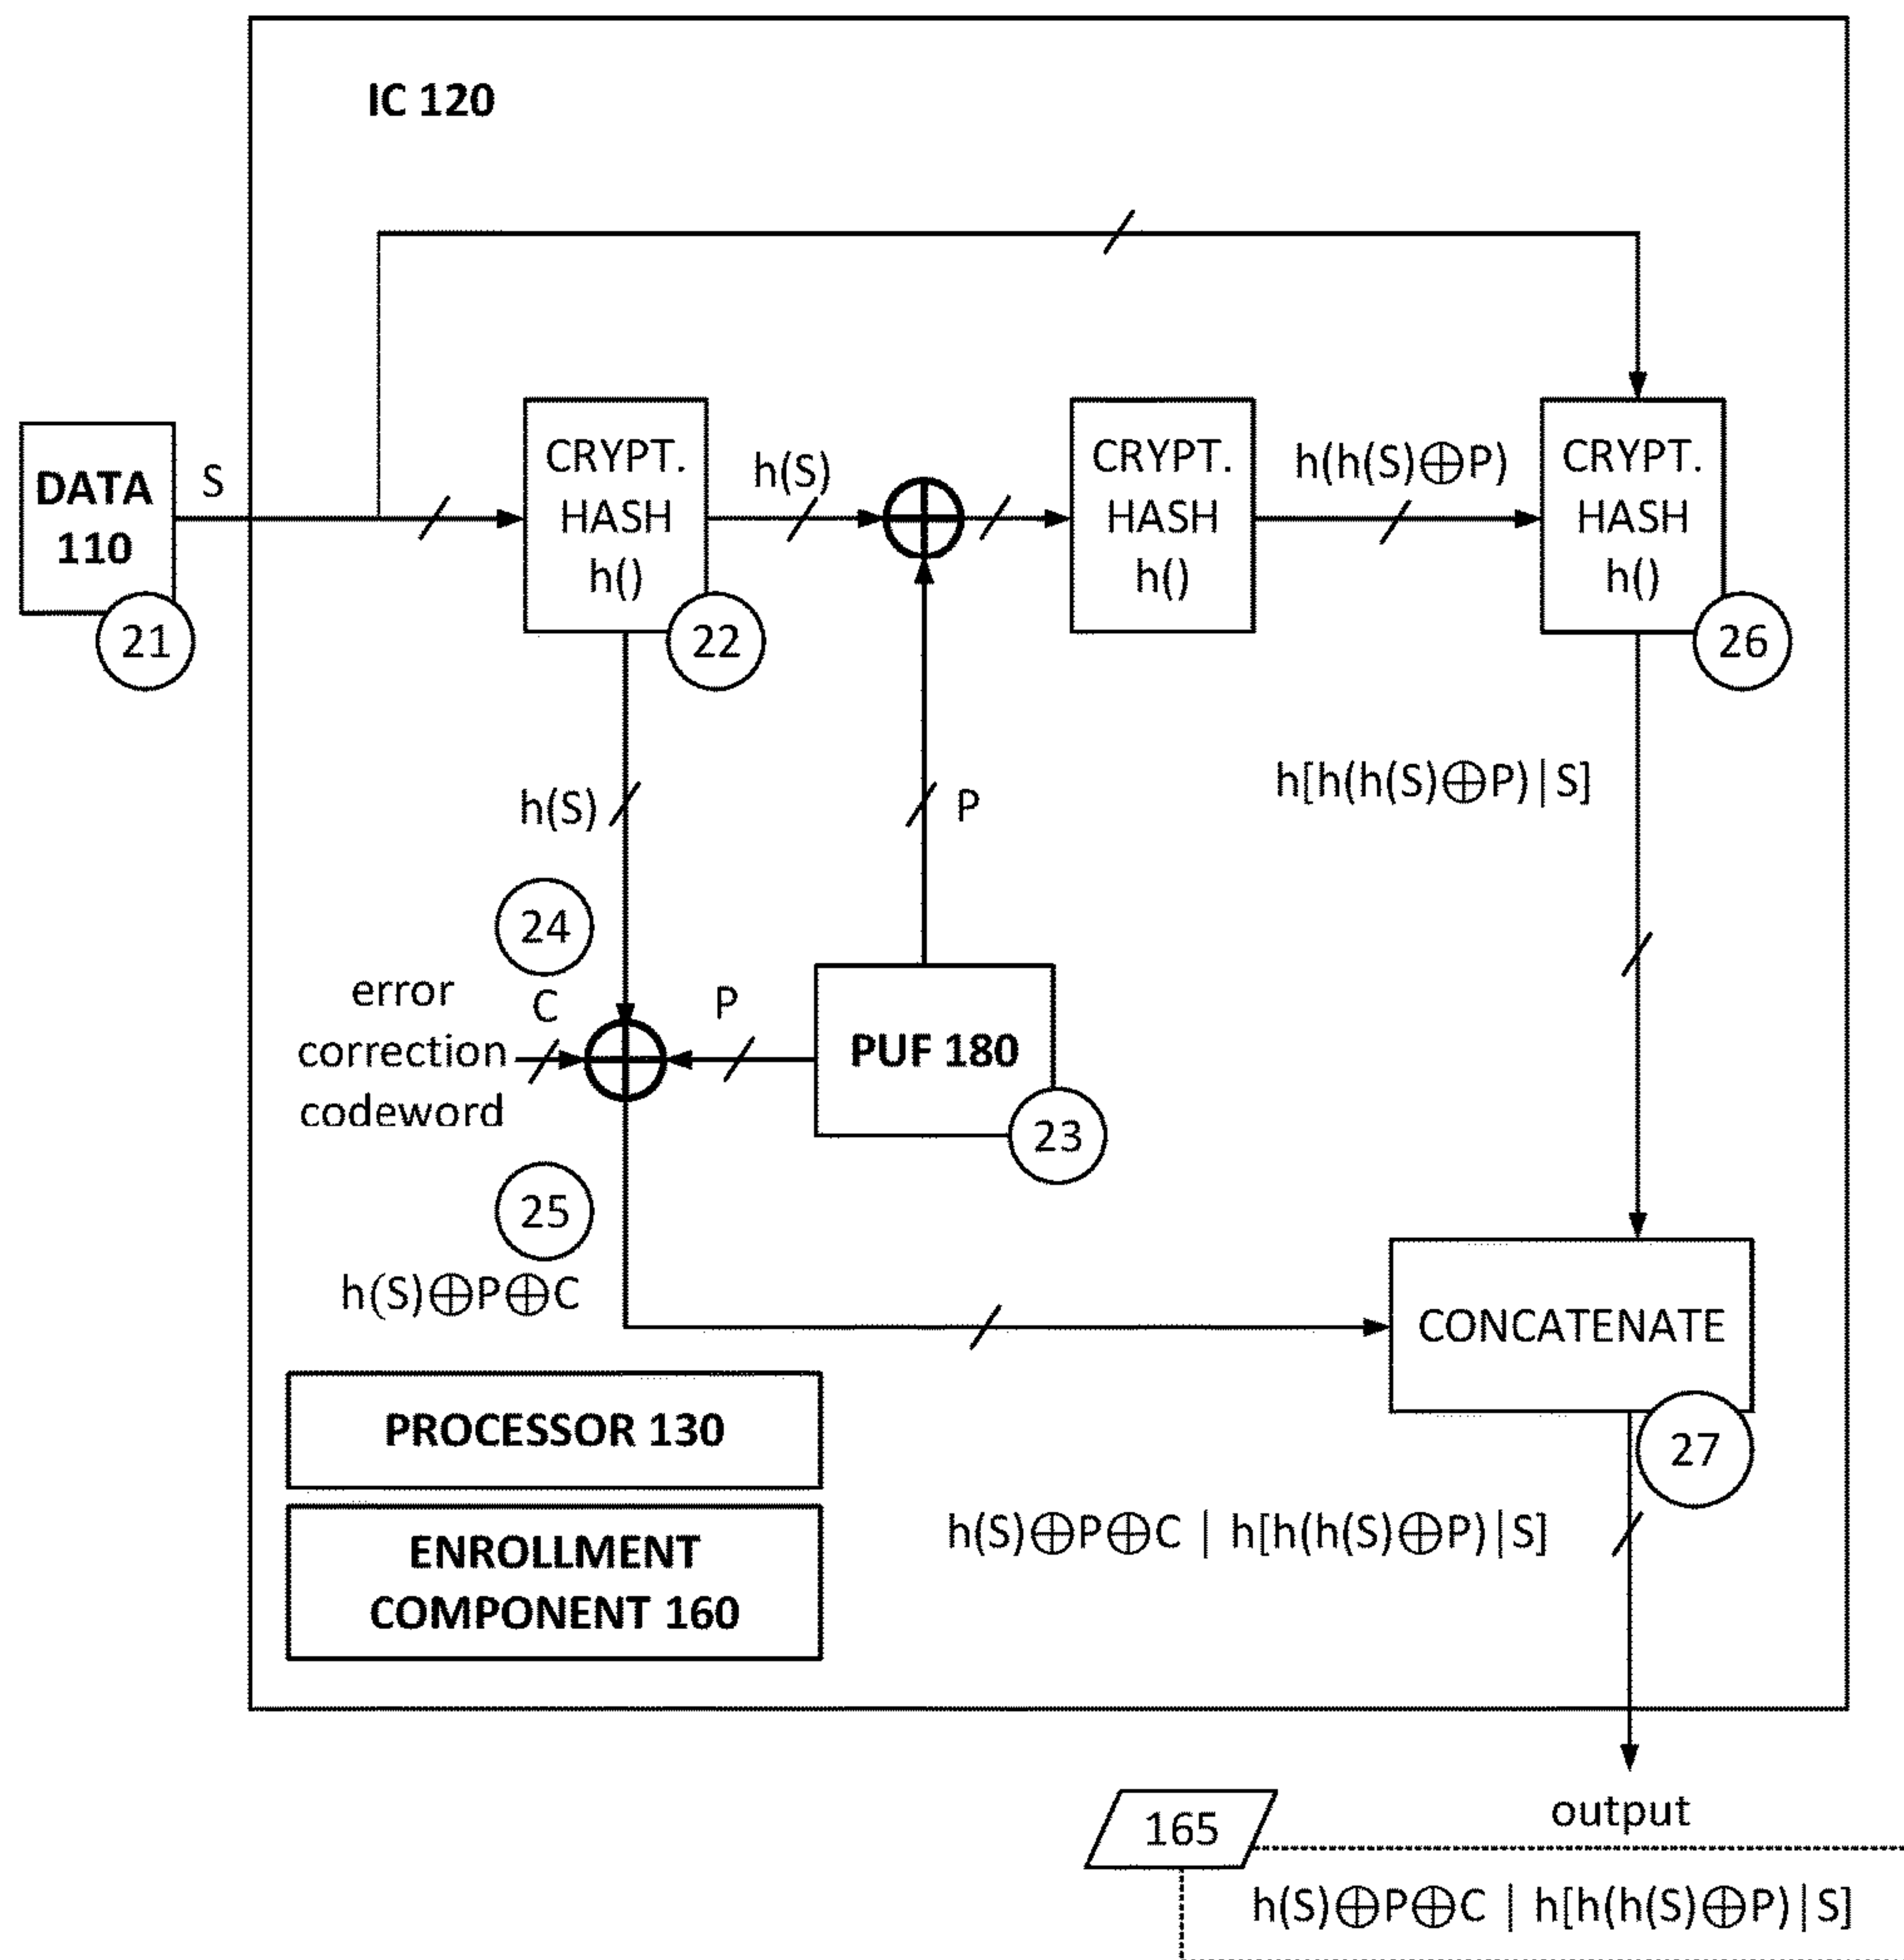 IC 120
DATA
110
S
21
CRYPT.
HASH
h()
22
h(S)
CRYPT.
HASH
h()
h(h(S)⊕P)
CRYPT.
HASH
h()
26
h(S)
P
h[h(h(S)⊕P)|S]
24
error
correction
codeword
C
P
PUF 180
23
25
h(S)⊕P⊕C
CONCATENATE
27
PROCESSOR 130
ENROLLMENT
COMPONENT 160
h(S)⊕P⊕C | h[h(h(S)⊕P)|S]
output
165
h(S)⊕P⊕C | h[h(h(S)⊕P)|S]